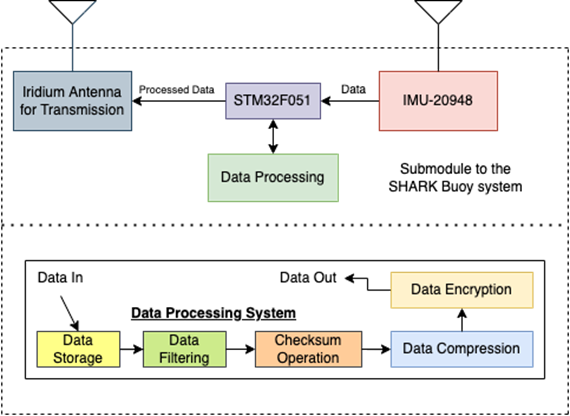 Iridium Antenna
for Transmission
Processed Data
STM32F051
Data
IMU-20948
Data Processing
Submodule to the
SHARK Buoy system
Data In
Data Out
Data Encryption
Data Processing System
Data
Storage
Data
Filtering
Checksum
Operation
Data Compression